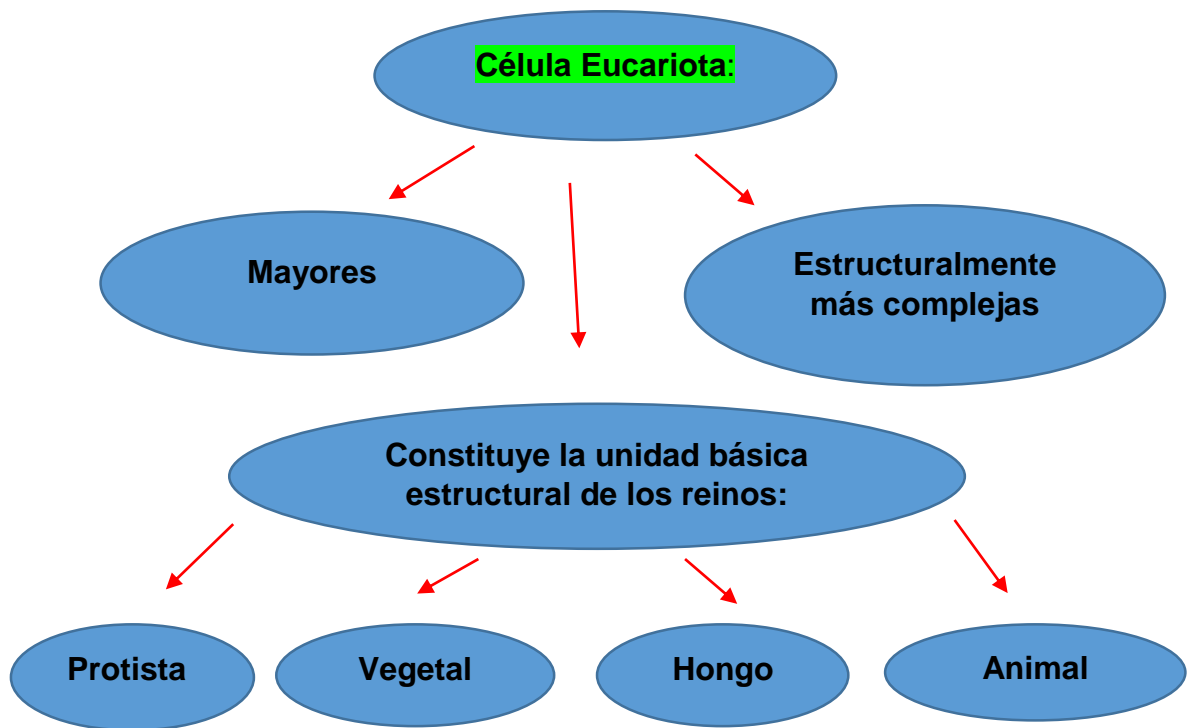 Célula Eucariota:
Mayores
Estructuralmente
más complejas
Constituye la unidad básica
estructural de los reinos:
Protista
Vegetal
Hongo
Animal